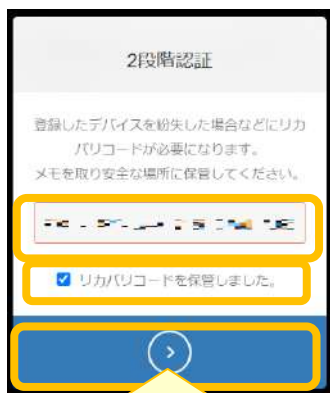 2段階認証
登録したデバイスを紛失した場合などにリカ
バリコードが必要になります。
メモを取り安全な場所に保管してください。
リカバリコードを保管しました。